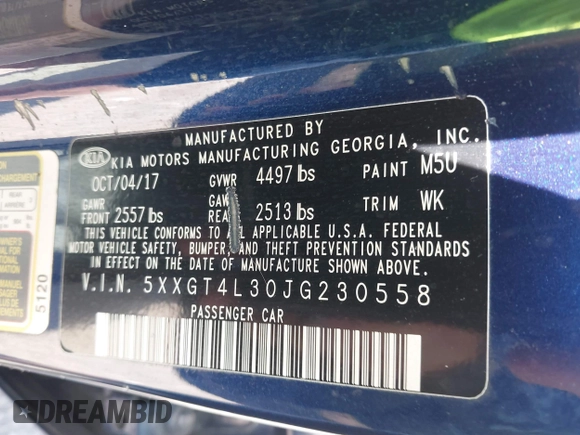 MANUFACTURED BY
KIA KIA MOTORS MANUFACTURING GEORGIA, INC.
OCT/04/17 GVWR 4497 lbs PAINT M5U
GAWR FRONT 2557 lbs REAR 2513 lbs TRIM WK
THIS VEHICLE CONFORMS TO ALL APPLICABLE U.S.A. FEDERAL
MOTOR VEHICLE SAFETY, BUMPER, AND THEFT PREVENTION STANDARDS
IN EFFECT ON THE DATE OF MANUFACTURE SHOWN ABOVE.
V.I.N. 5XXGT4L30JG230558
PASSENGER CAR
5120
DREAMBID